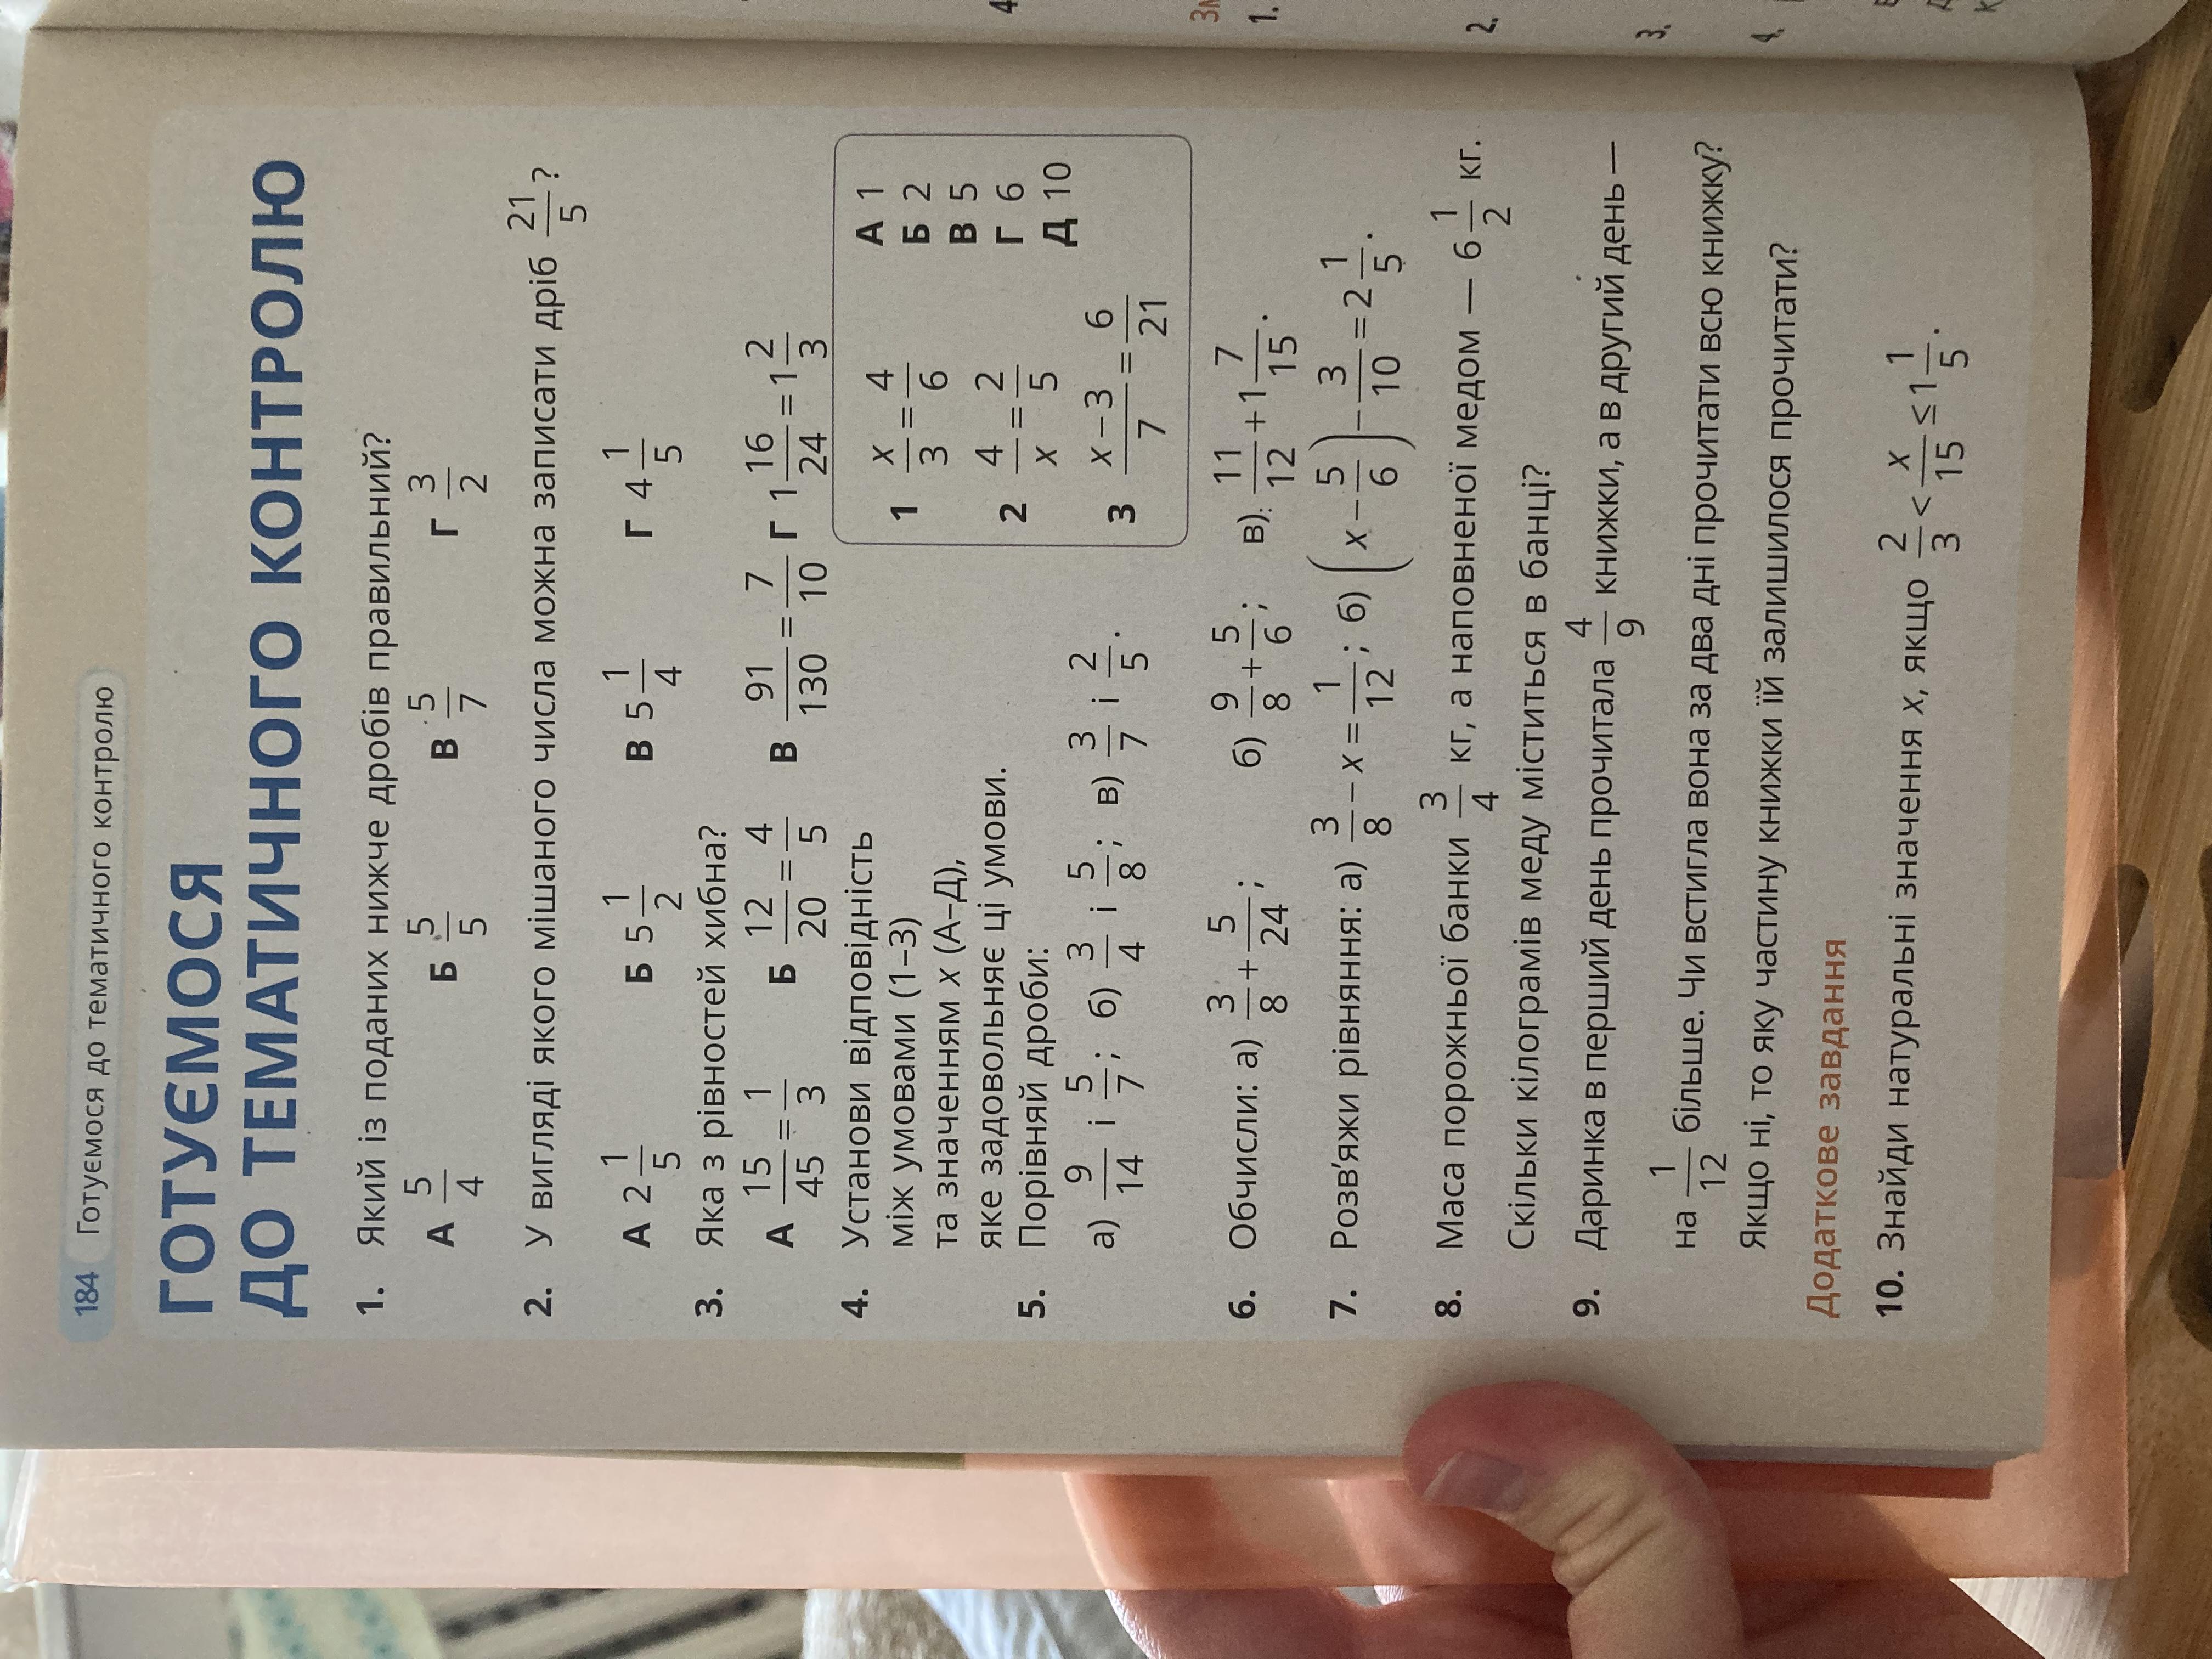 184 Готуємося до тематичного контролю
ГОТУЄМОСЯ
ДО ТЕМАТИЧНОГО КОНТРОЛЮ
1. Який із поданих нижче дробів правильний?
А 5/4 Б 5/5 В 5/7 Г 3/2
2. У вигляді якого мішаного числа можна записати дріб 21/5?
А 2 1/5 Б 5 1/2 В 5 1/4 Г 4 1/5
3. Яка з рівностей хибна?
А 15/45 = 1/3 Б 12/20 = 4/5 В 91/130 = 7/10 Г 1 16/24 = 1 2/3
4. Установи відповідність
між умовами (1–3)
та значенням x (А–Д),
яке задовольняє ці умови.
1 x/3 = 4/6
2 4/x = 2/5
3 (x − 3)/7 = 6/21
А 1
Б 2
В 5
Г 6
Д 10
5. Порівняй дроби:
а) 9/14 і 5/7; б) 3/4 і 5/8; в) 3/7 і 2/5.
6. Обчисли: а) 3/8 + 5/24; б) 9/8 + 5/6; в) 11/12 + 1 7/15.
7. Розв’яжи рівняння: а) 3/8 − x = 1/12; б) (x − 5/6) − 3/10 = 2 1/5.
8. Маса порожньої банки 3/4 кг, а наповненої медом — 6 1/2 кг.
Скільки кілограмів меду міститься в банці?
9. Даринка в перший день прочитала 4/9 книжки, а в другий день —
на 1/12 більше. Чи встигла вона за два дні прочитати всю книжку?
Якщо ні, то яку частину книжки їй залишилося прочитати?
Додаткове завдання
10. Знайди натуральні значення x, якщо 2/3 < x/15 ≤ 1 1/5.
4
Зм
1.
2.
3.
4.